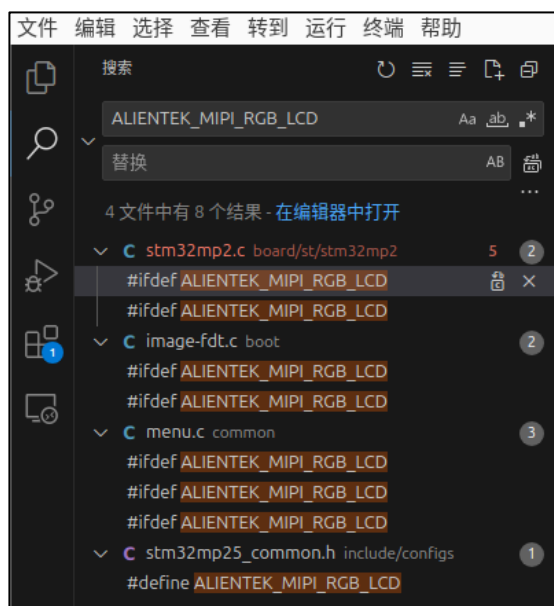 文件 编辑 选择 查看 转到 运行 终端 帮助
搜索
ALIENTEK_MIPI_RGB_LCD Aa ab .*
替换 AB
4 文件中有 8 个结果 - 在编辑器中打开
C stm32mp2.c board/st/stm32mp2 5 2
#ifdef ALIENTEK_MIPI_RGB_LCD
#ifdef ALIENTEK_MIPI_RGB_LCD
C image-fdt.c boot 2
#ifdef ALIENTEK_MIPI_RGB_LCD
#ifdef ALIENTEK_MIPI_RGB_LCD
1
C menu.c common 3
#ifdef ALIENTEK_MIPI_RGB_LCD
#ifdef ALIENTEK_MIPI_RGB_LCD
#ifdef ALIENTEK_MIPI_RGB_LCD
C stm32mp25_common.h include/configs 1
#define ALIENTEK_MIPI_RGB_LCD